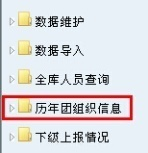 数据维护
数据导入
全库人员查询
历年团组织信息
下级上报情况